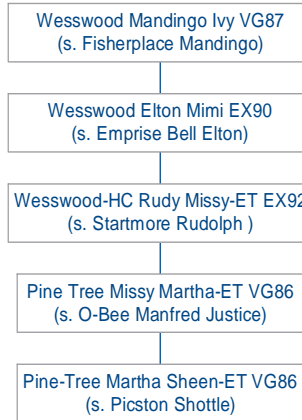 Wesswood Mandingo Ivy VG87
(s. Fisherplace Mandingo)
Wesswood Elton Mimi EX90
(s. Emprise Bell Elton)
Wesswood-HC Rudy Missy-ET EX92
(s. Startmore Rudolph )
Pine Tree Missy Martha-ET VG86
(s. O-Bee Manfred Justice)
Pine-Tree Martha Sheen-ET VG86
(s. Picston Shottle)